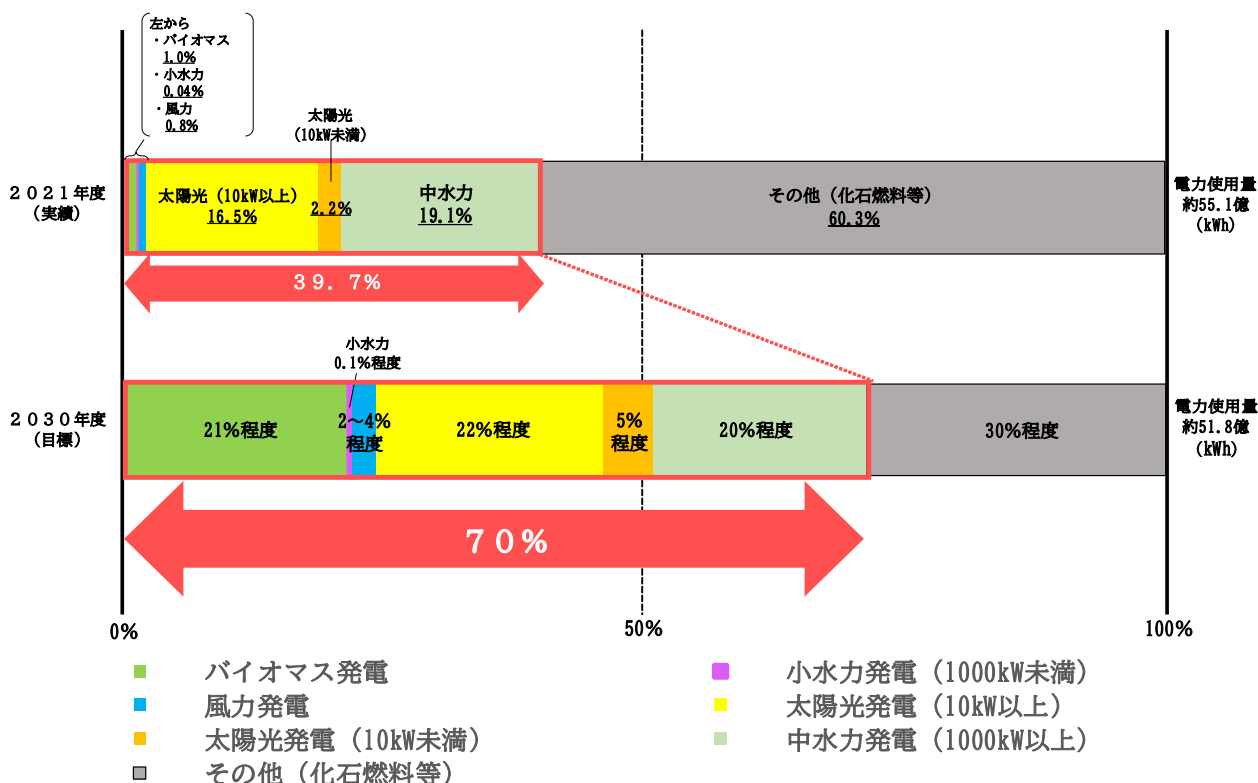 左から
・バイオマス
1.0%
・小水力
0.04%
・風力
0.8%
太陽光
(10kW未満)
２０２１年度
(実績)
太陽光(10kW以上)
16.5%
2.2%
中水力
19.1%
その他(化石燃料等)
60.3%
電力使用量
約55.1億
(kWh)
３９．７%
小水力
0.1%程度
２０３０年度
(目標)
21%程度
2～4%
程度
22%程度
5%
程度
20%程度
30%程度
電力使用量
約51.8億
(kWh)
７０%
0%
50%
100%
バイオマス発電
小水力発電（1000kW未満）
風力発電
太陽光発電（10kW以上）
太陽光発電（10kW未満）
中水力発電（1000kW以上）
その他（化石燃料等）